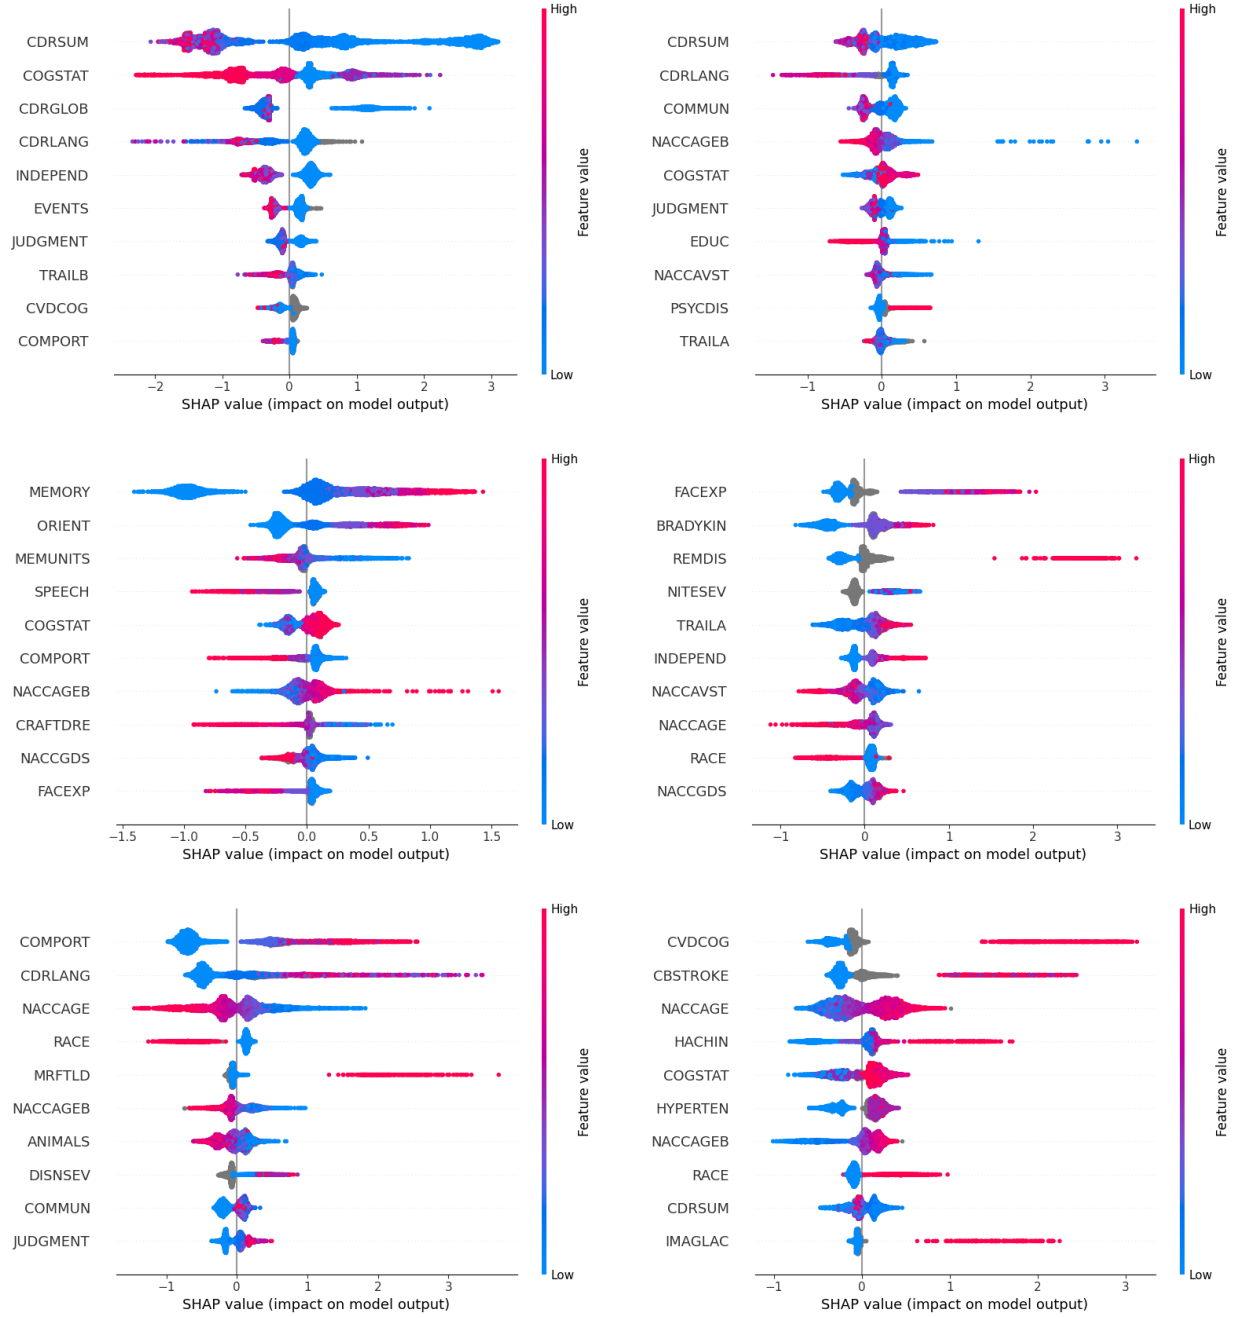 High
CDRSUM
COGSTAT
CDRGLOB
CDRLANG
INDEPEND
EVENTS
JUDGMENT
TRAILB
CVDCOG
COMPORT
Feature value
Low
−2 −1 0 1 2 3
SHAP value (impact on model output)
High
CDRSUM
CDRLANG
COMMUN
NACCAGEB
COGSTAT
JUDGMENT
EDUC
NACCAVST
PSYCDIS
TRAILA
Feature value
Low
−1 0 1 2 3
SHAP value (impact on model output)
High
MEMORY
ORIENT
MEMUNITS
SPEECH
COGSTAT
COMPORT
NACCAGEB
CRAFTDRE
NACCGDS
FACEXP
Feature value
Low
−1.5 −1.0 −0.5 0.0 0.5 1.0 1.5
SHAP value (impact on model output)
High
FACEXP
BRADYKIN
REMDIS
NITESEV
TRAILA
INDEPEND
NACCAVST
NACCAGE
RACE
NACCGDS
Feature value
Low
−1 0 1 2 3
SHAP value (impact on model output)
High
COMPORT
CDRLANG
NACCAGE
RACE
MRFTLD
NACCAGEB
ANIMALS
DISNSEV
COMMUN
JUDGMENT
Feature value
Low
−1 0 1 2 3
SHAP value (impact on model output)
High
CVDCOG
CBSTROKE
NACCAGE
HACHIN
COGSTAT
HYPERTEN
NACCAGEB
RACE
CDRSUM
IMAGLAC
Feature value
Low
−1 0 1 2 3
SHAP value (impact on model output)